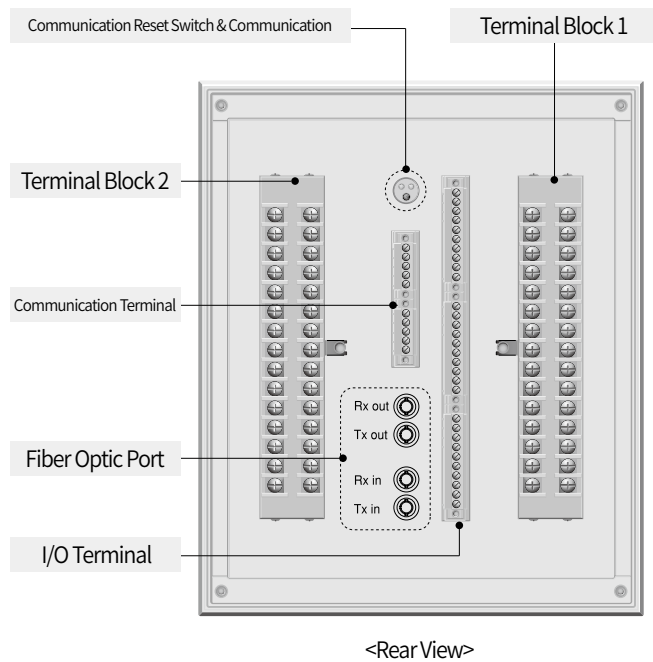 Communication Reset Switch & Communication
Terminal Block 1
Terminal Block 2
Communication Terminal
Rx out
Tx out
Fiber Optic Port
Rx in
Tx in
I/O Terminal
<Rear View>